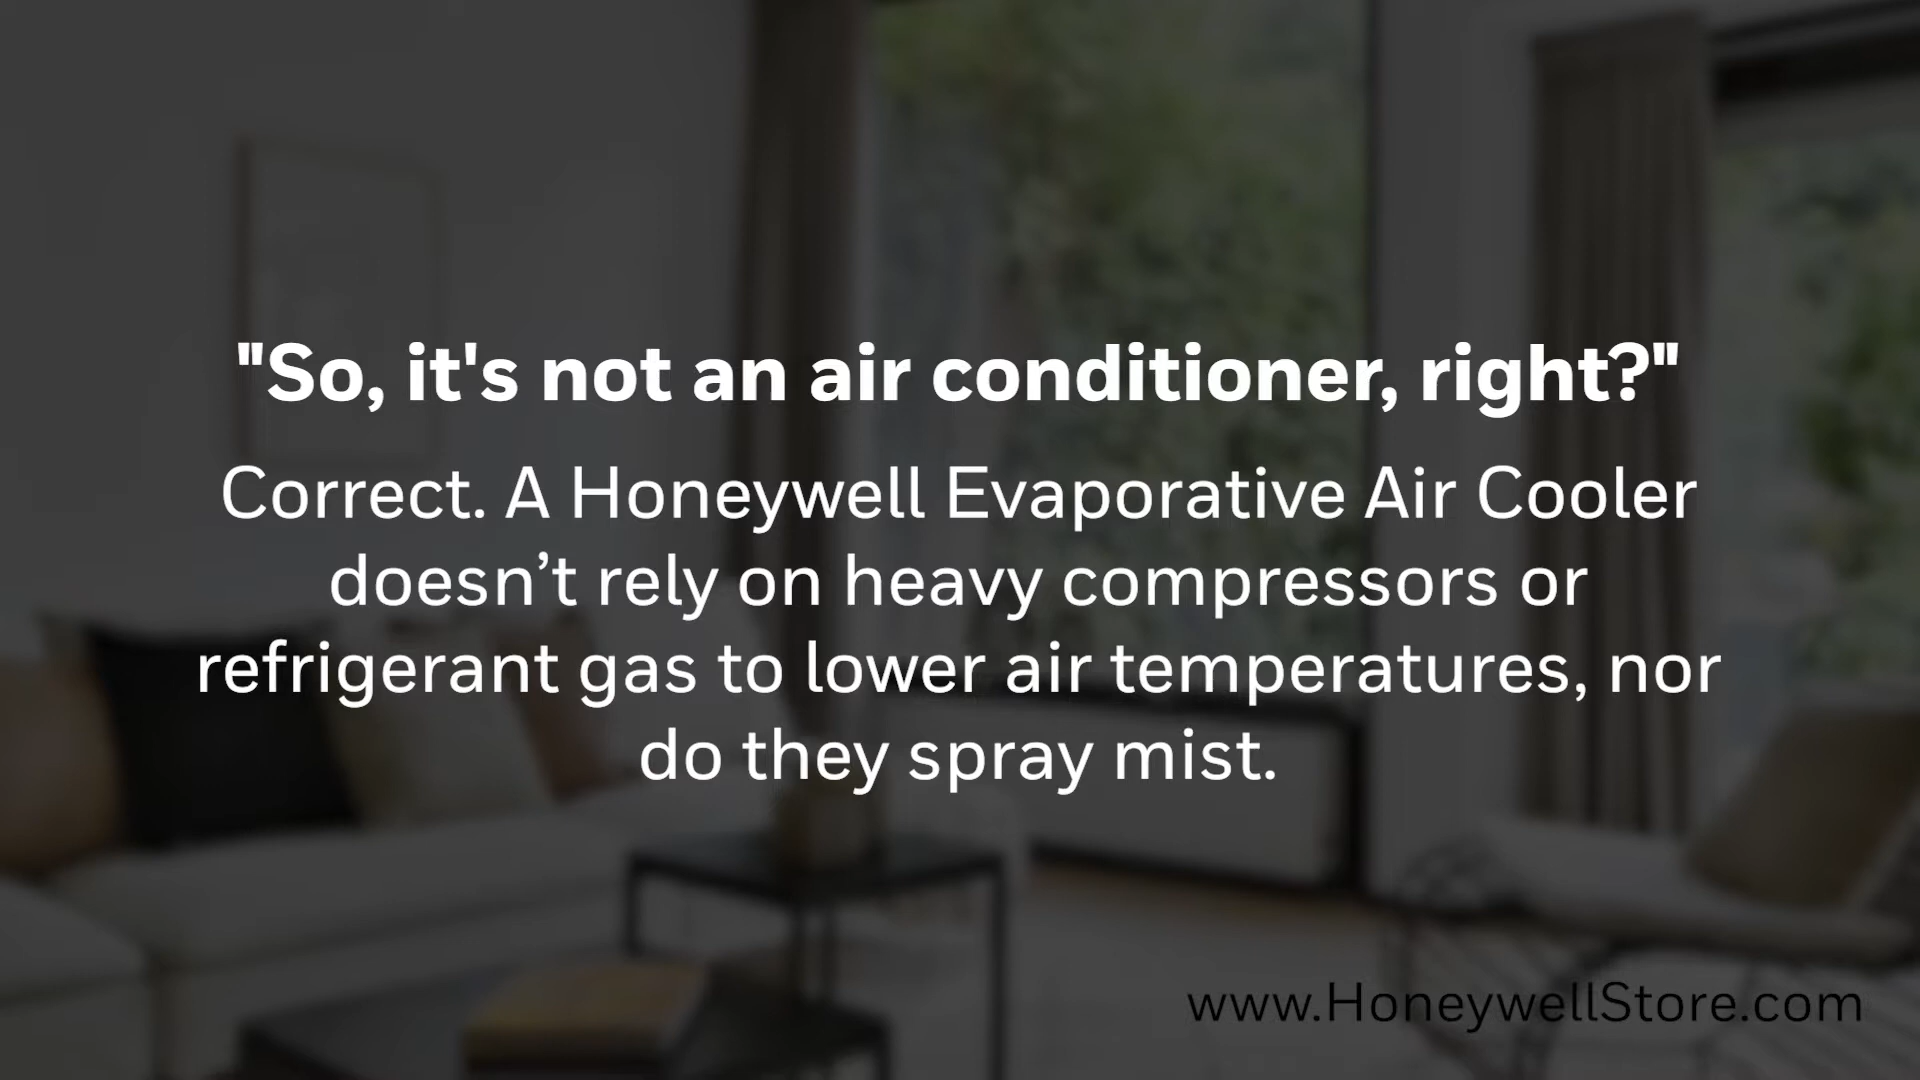 "So, it's not an air conditioner, right?"
Correct. A Honeywell Evaporative Air Cooler
doesn’t rely on heavy compressors or
refrigerant gas to lower air temperatures, nor
do they spray mist.
www.HoneywellStore.com